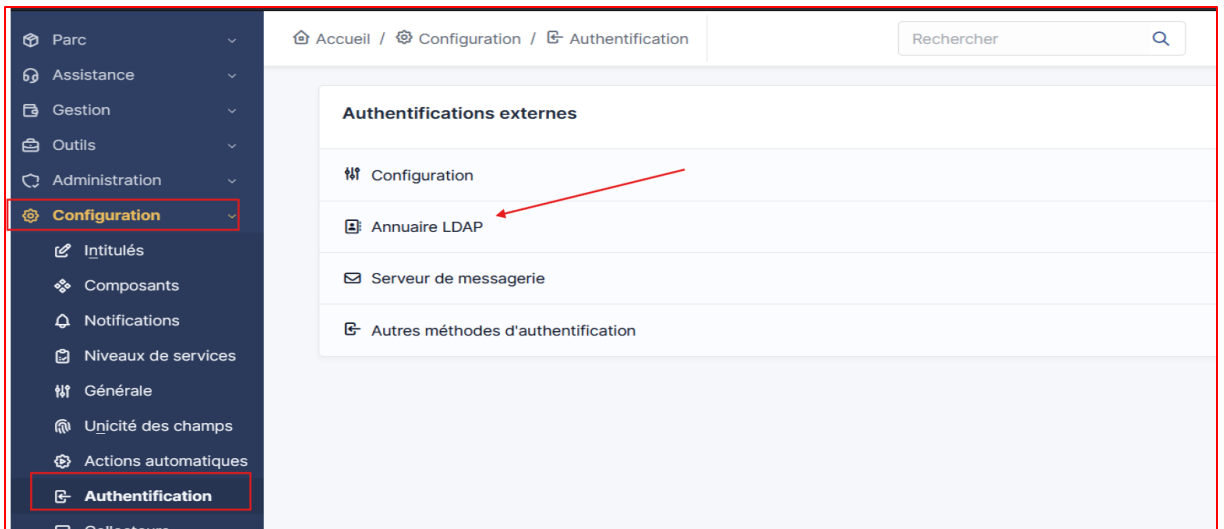 Parc
Assistance
Gestion
Outils
Administration
Configuration
Intitulés
Composants
Notifications
Niveaux de services
Générale
Unicité des champs
Actions automatiques
Authentification
Collecteurs
Accueil / Configuration / Authentification
Rechercher
Authentifications externes
Configuration
Annuaire LDAP
Serveur de messagerie
Autres méthodes d'authentification